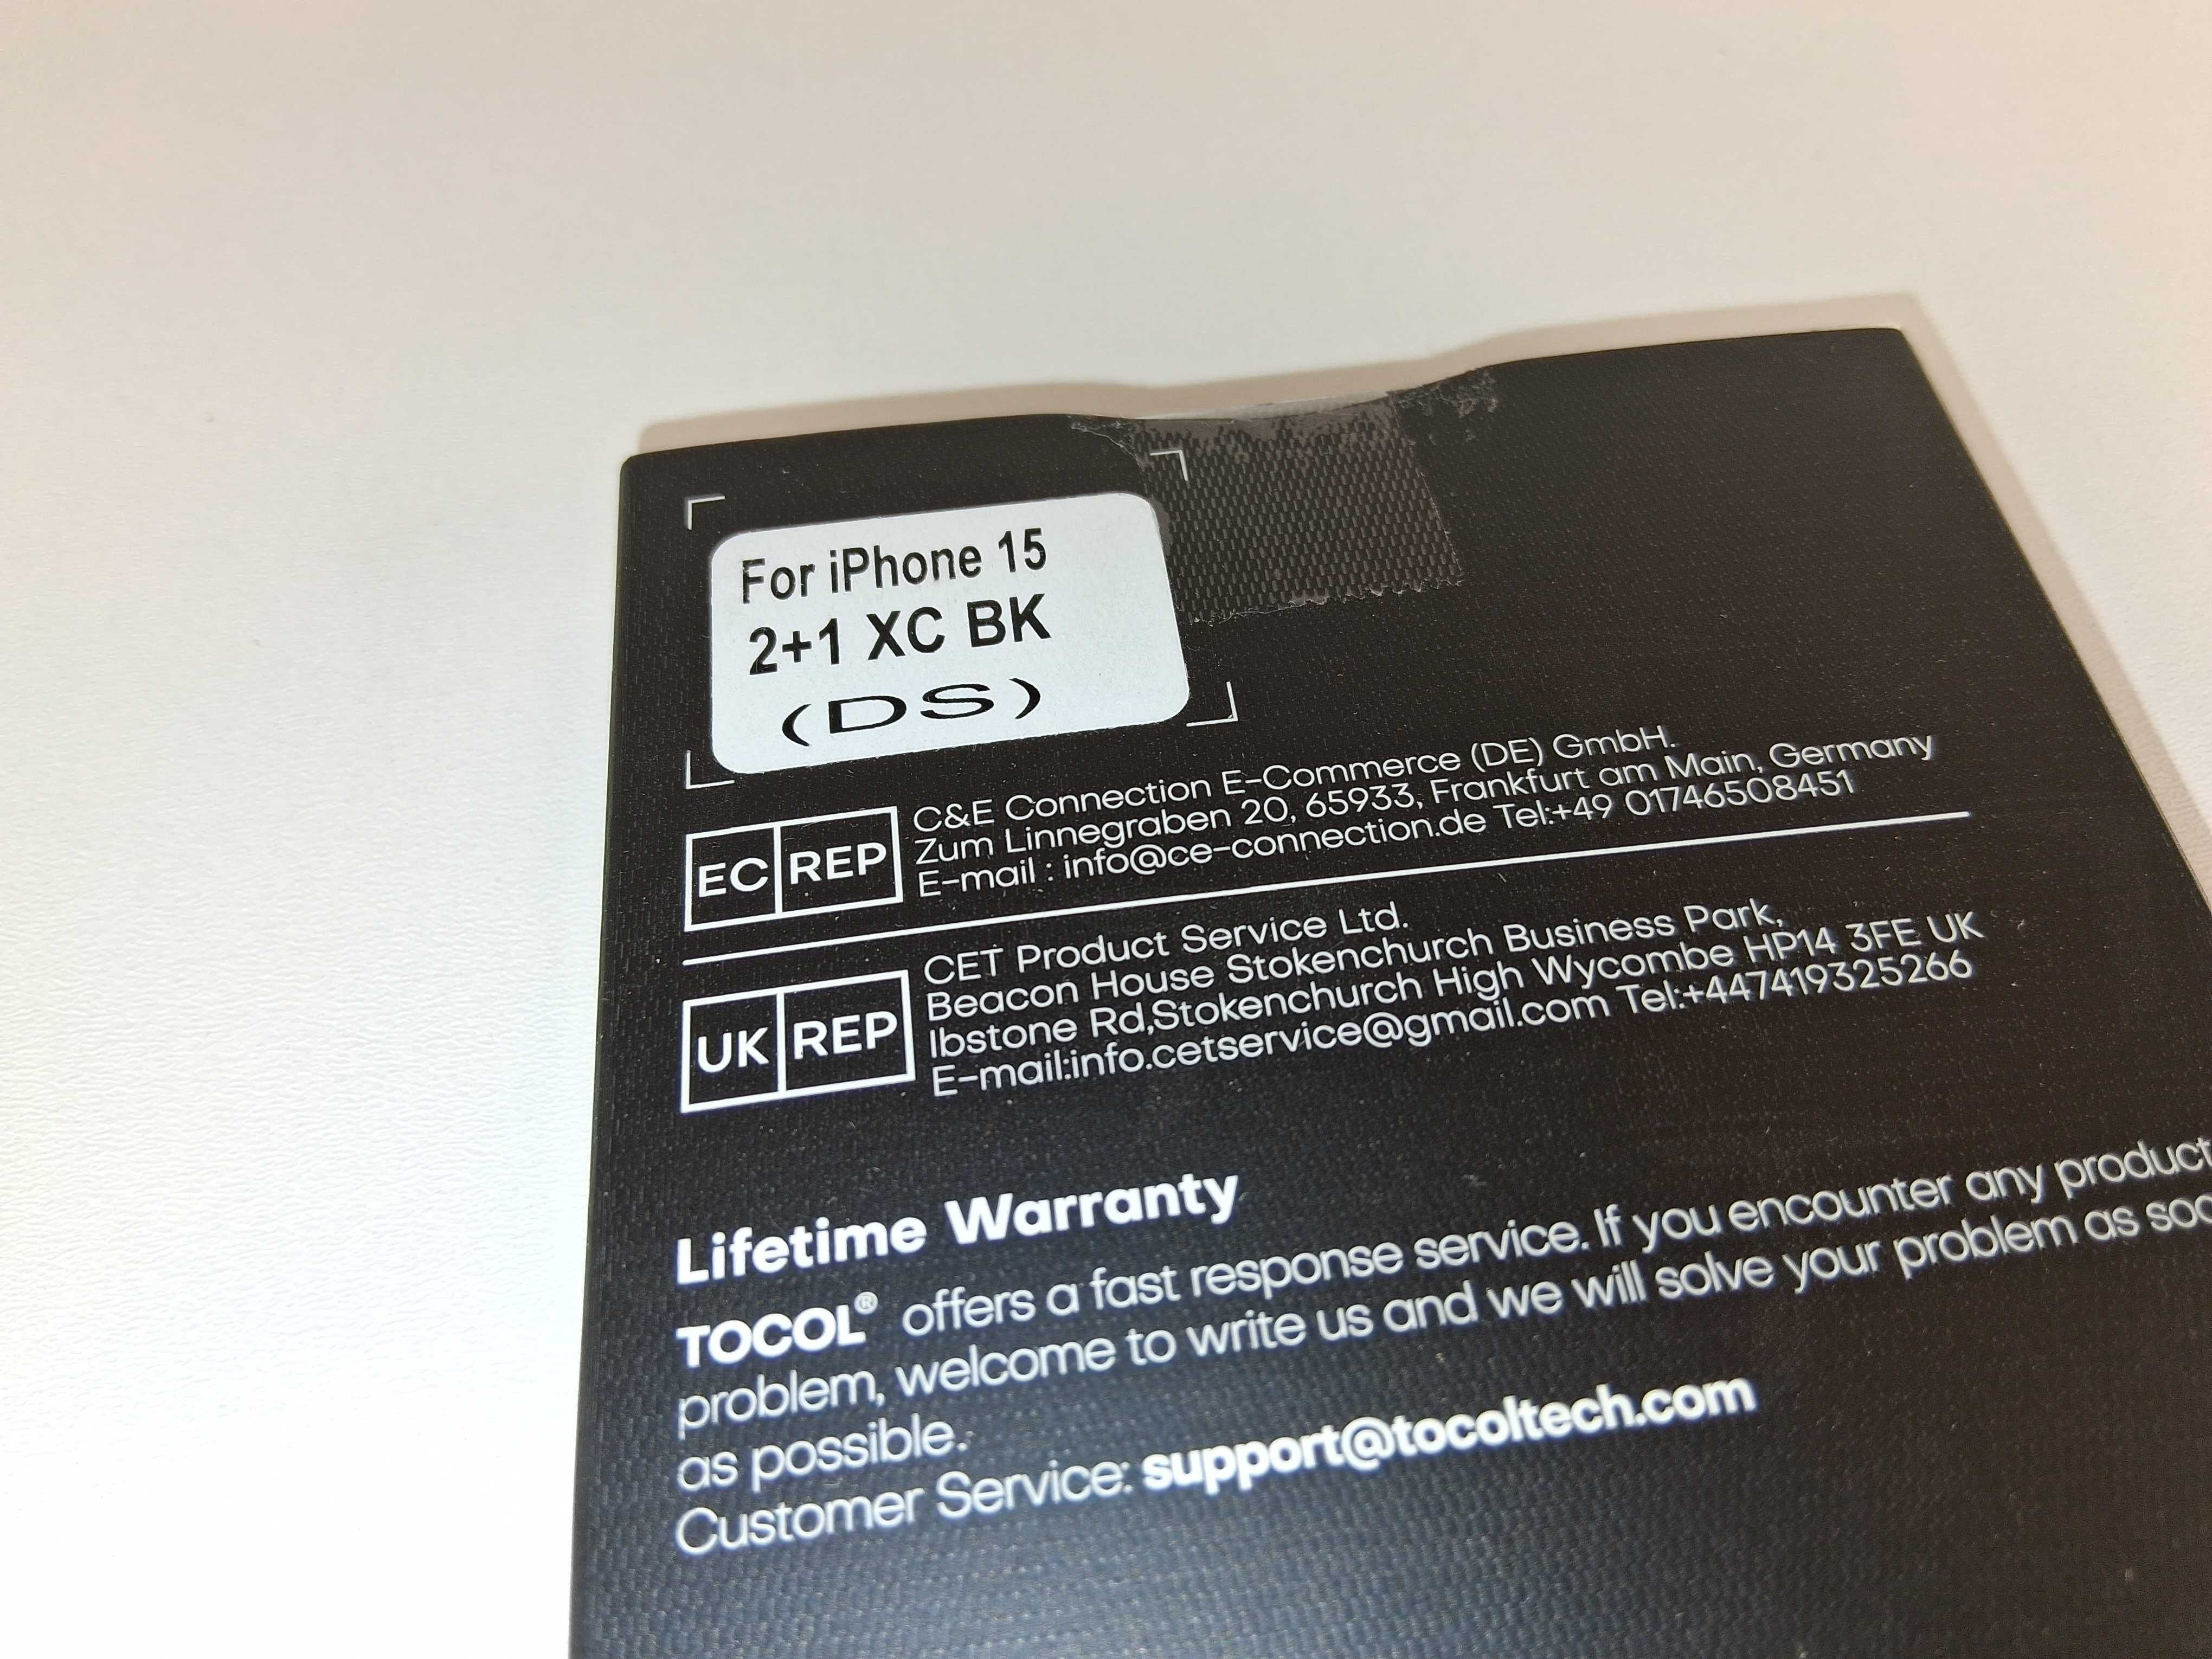 For iPhone 15
2+1 XC BK
(DS)
EC REP
C&E Connection E-Commerce (DE) GmbH.
Zum Linnegraben 20, 65933, Frankfurt am Main, Germany
E-mail : info@ce-connection.de Tel:+49 01746508451
UK REP
CET Product Service Ltd.
Beacon House Stokenchurch Business Park,
Ibstone Rd,Stokenchurch High Wycombe HP14 3FE UK
E-mail:info.cetservice@gmail.com Tel:+447419325266
Lifetime Warranty
TOCOL® offers a fast response service. If you encounter any product
problem, welcome to write us and we will solve your problem as
as possible.
Customer Service: support@tocoltech.com